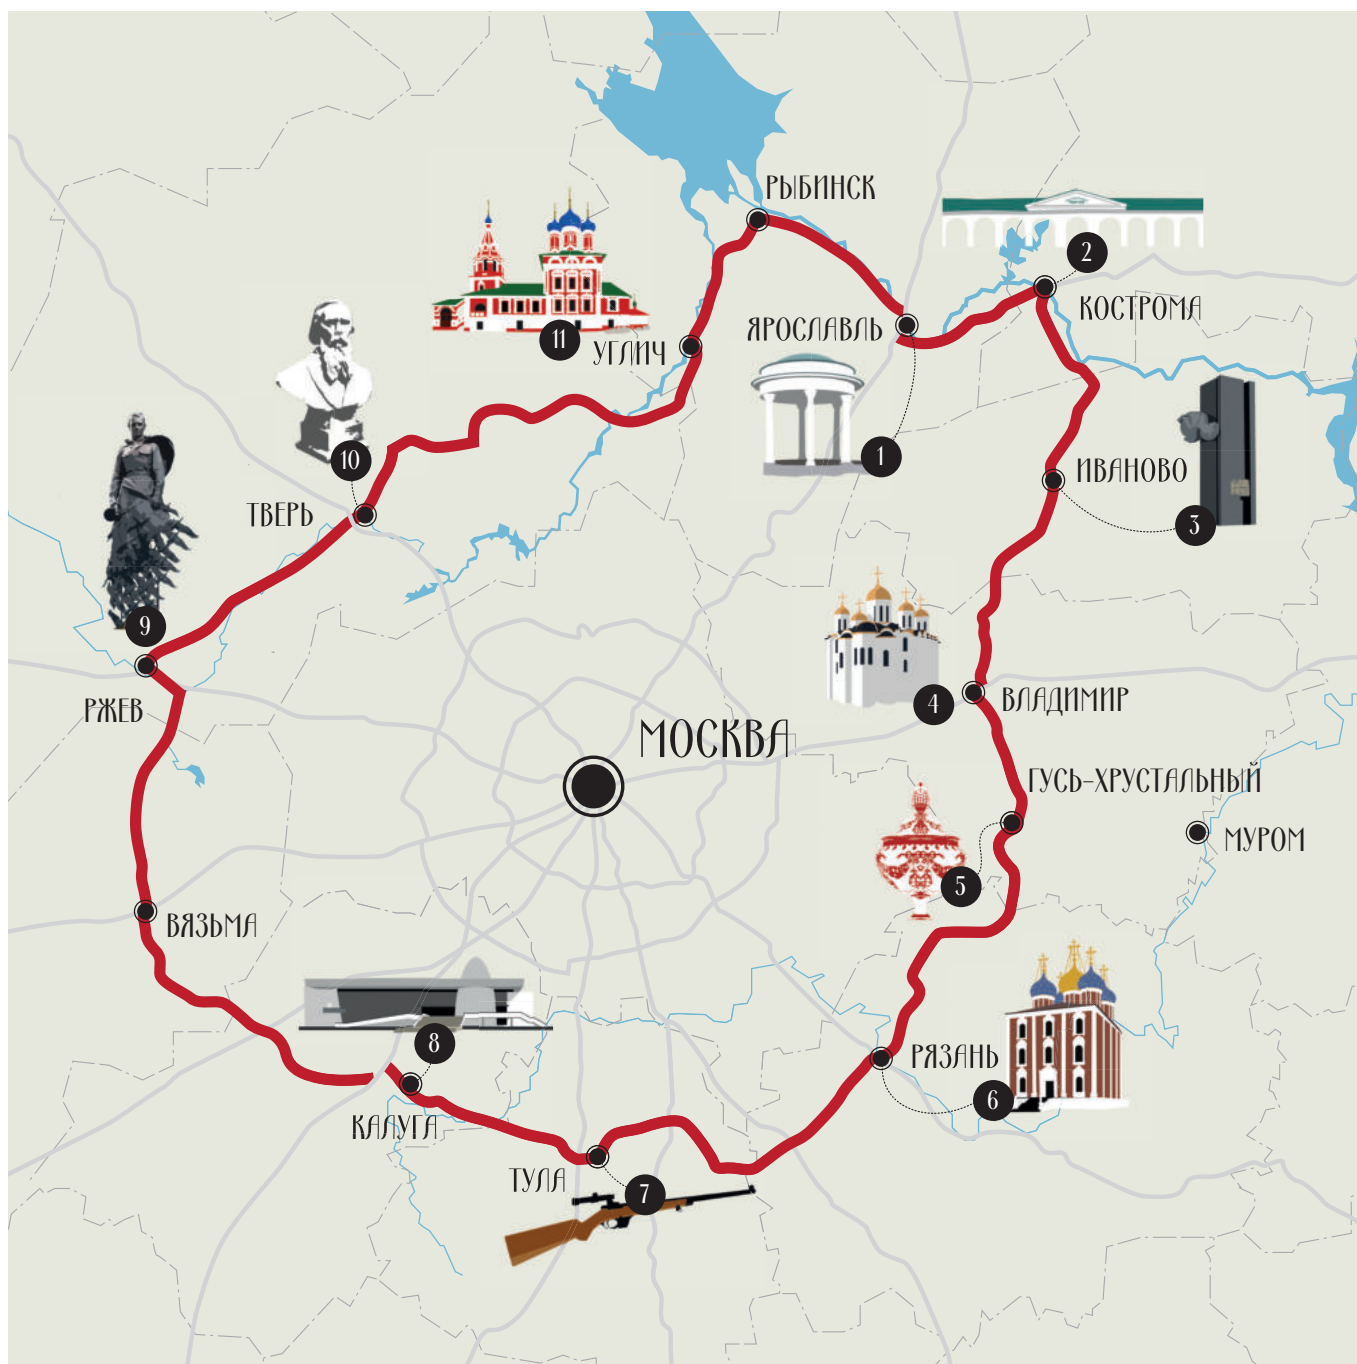 РЫБИНСК
2
КОСТРОМА
ЯРОСЛАВЛЬ
11
УГЛИЧ
1
10
ИВАНОВО
ТВЕРЬ
3
9
РЖЕВ
4
ВЛАДИМИР
МОСКВА
ГУСЬ-ХРУСТАЛЬНЫЙ
МУРОМ
5
ВЯЗЬМА
8
РЯЗАНЬ
6
КАЛУГА
ТУЛА
7